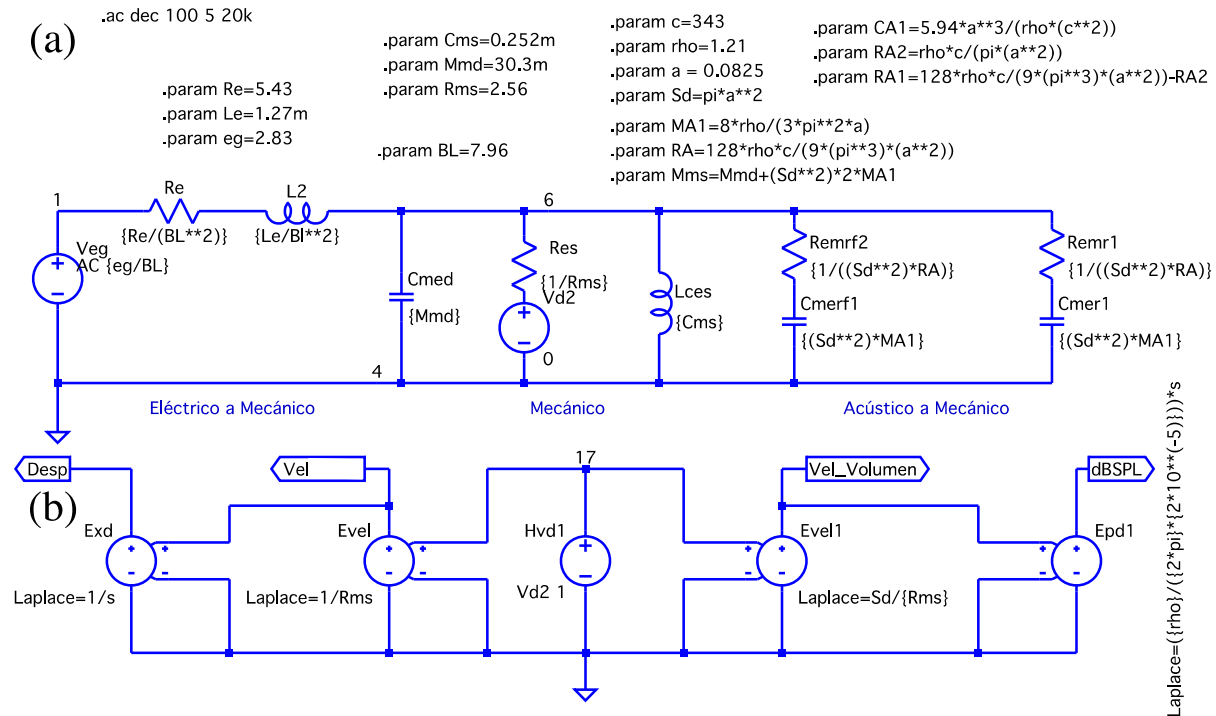 .ac dec 100 5 20k
(a)
.param Re=5.43
.param Le=1.27m
.param eg=2.83
.param Cms=0.252m
.param Mmd=30.3m
.param Rms=2.56
.param BL=7.96
.param c=343
.param rho=1.21
.param a = 0.0825
.param Sd=pi*a**2
.param MA1=8*rho/(3*pi**2*a)
.param RA=128*rho*c/(9*(pi**3)*(a**2))
.param Mms=Mmd+(Sd**2)*2*MA1
.param CA1=5.94*a**3/(rho*(c**2))
.param RA2=rho*c/(pi*(a**2))
.param RA1=128*rho*c/(9*(pi**3)*(a**2))-RA2
1
Re
{Re/(BL**2)}
L2
{Le/Bl**2}
6
Veg
AC {eg/BL}
Cmed
{Mmd}
Res
{1/Rms}
Vd2
0
Lces
{Cms}
Remrf2
{1/((Sd**2)*RA)}
Cmerf1
{(Sd**2)*MA1}
Remr1
{1/((Sd**2)*RA)}
Cmer1
{(Sd**2)*MA1}
4
Eléctrico a Mecánico
Mecánico
Acústico a Mecánico
(b)
Desp
Vel
17
Vel_Volumen
dBSPL
Exd
Laplace=1/s
Evel
Laplace=1/Rms
Hvd1
Vd2 1
Evel1
Laplace=Sd/{Rms}
Epd1
Laplace=({rho}/({2*pi}*{2*10**(-5)}))*s